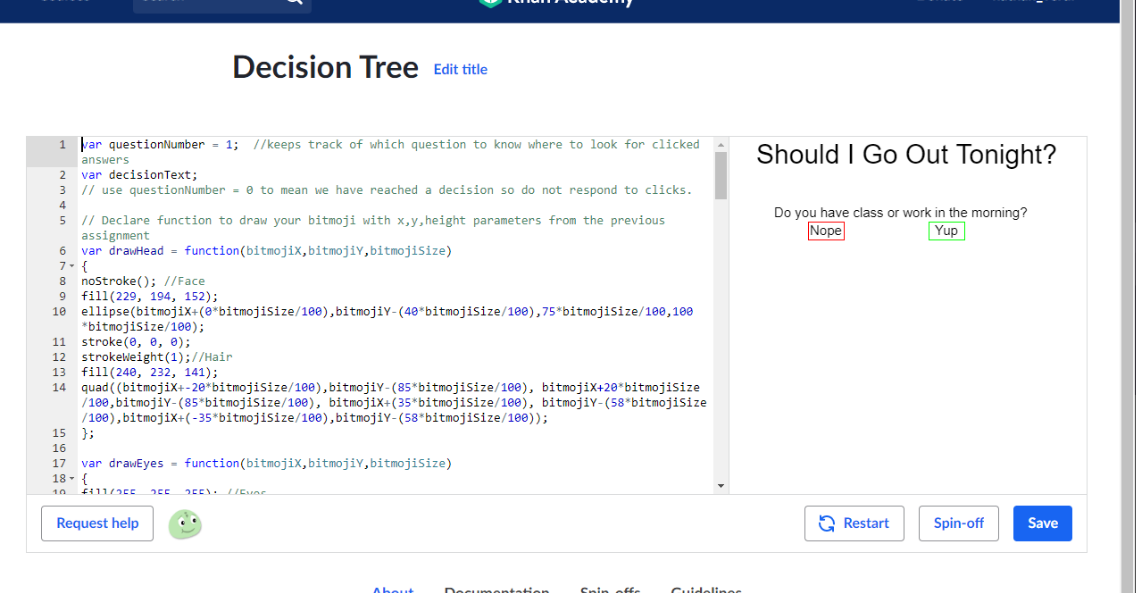 Khan Academy
Decision Tree Edit title
1 var questionNumber = 1;  //keeps track of which question to know where to look for clicked
answers
2 var decisionText;
3 // use questionNumber = 0 to mean we have reached a decision so do not respond to clicks.
4
5 // Declare function to draw your bitmoji with x,y,height parameters from the previous
assignment
6 var drawHead = function(bitmojiX,bitmojiY,bitmojiSize)
7 {
8 noStroke(); //Face
9 fill(229, 194, 152);
10 ellipse(bitmojiX+(0*bitmojiSize/100),bitmojiY-(40*bitmojiSize/100),75*bitmojiSize/100,100
*bitmojiSize/100);
11 stroke(0, 0, 0);
12 strokeWeight(1);//Hair
13 fill(240, 232, 141);
14 quad((bitmojiX+-20*bitmojiSize/100),bitmojiY-(85*bitmojiSize/100), bitmojiX+20*bitmojiSize
/100,bitmojiY-(85*bitmojiSize/100), bitmojiX+(35*bitmojiSize/100), bitmojiY-(58*bitmojiSize
/100),bitmojiX+(-35*bitmojiSize/100),bitmojiY-(58*bitmojiSize/100));
15 };
16
17 var drawEyes = function(bitmojiX,bitmojiY,bitmojiSize)
18 {
19 fill(255, 255, 255); //Eyes
Should I Go Out Tonight?
Do you have class or work in the morning?
Nope Yup
Request help Restart Spin-off Save
About Documentation Spin-offs Guidelines